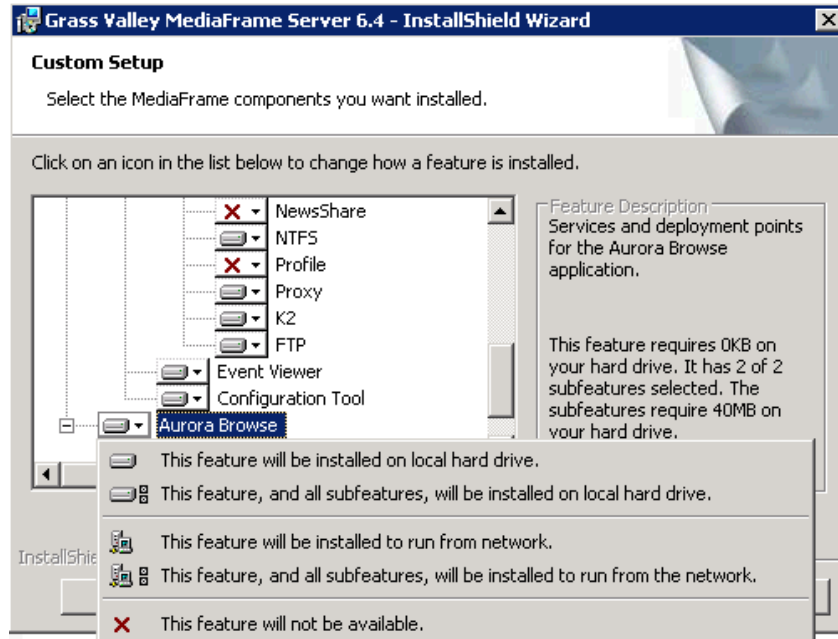 Grass Valley MediaFrame Server 6.4 - InstallShield Wizard
Custom Setup
Select the MediaFrame components you want installed.
Click on an icon in the list below to change how a feature is installed.
NewsShare
NTFS
Profile
Proxy
K2
FTP
Event Viewer
Configuration Tool
Aurora Browse
Feature Description
Services and deployment points
for the Aurora Browse
application.
This feature requires 0KB on
your hard drive. It has 2 of 2
subfeatures selected. The
subfeatures require 40MB on
your hard drive.
This feature will be installed on local hard drive.
This feature, and all subfeatures, will be installed on local hard drive.
This feature will be installed to run from network.
This feature, and all subfeatures, will be installed to run from the network.
This feature will not be available.
InstallShie